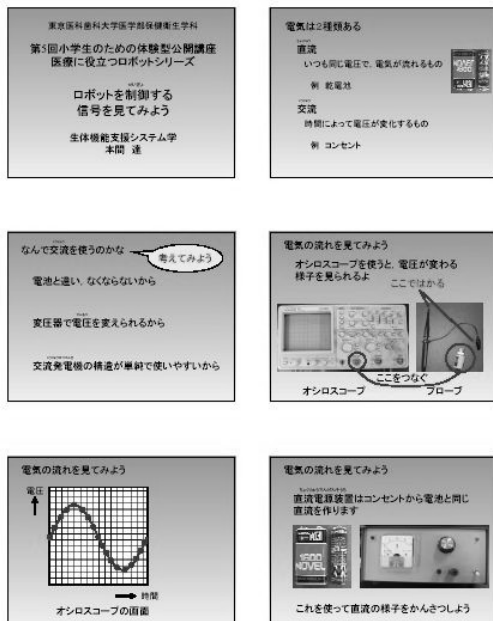 東京医科歯科大学医学部保健衛生学科
第5回小学生のための体験型公開講座
医療に役立つロボットシリーズ
ロボットを制御する
信号を見てみよう
生体機能支援システム学
本間 達
電気は2種類ある
直流
いつも同じ電圧で、電気が流れるもの
例 乾電池
交流
時間によって電圧が変化するもの
例 コンセント
なんで交流を使うのかな
考えてみよう
電池と違い、なくならないから
変圧器で電圧を変えられるから
交流発電機の構造が単純で使いやすいから
電気の流れを見てみよう
オシロスコープを使うと、電圧が変わる
様子を見られるよ
ここではかる
ここをつなぐ
オシロスコープ
プローブ
電気の流れを見てみよう
電圧
時間
オシロスコープの画面
電気の流れを見てみよう
直流電源装置はコンセントから電池と同じ
直流を作ります
1600
NOVEL
これを使って直流の様子をかんさつしよう